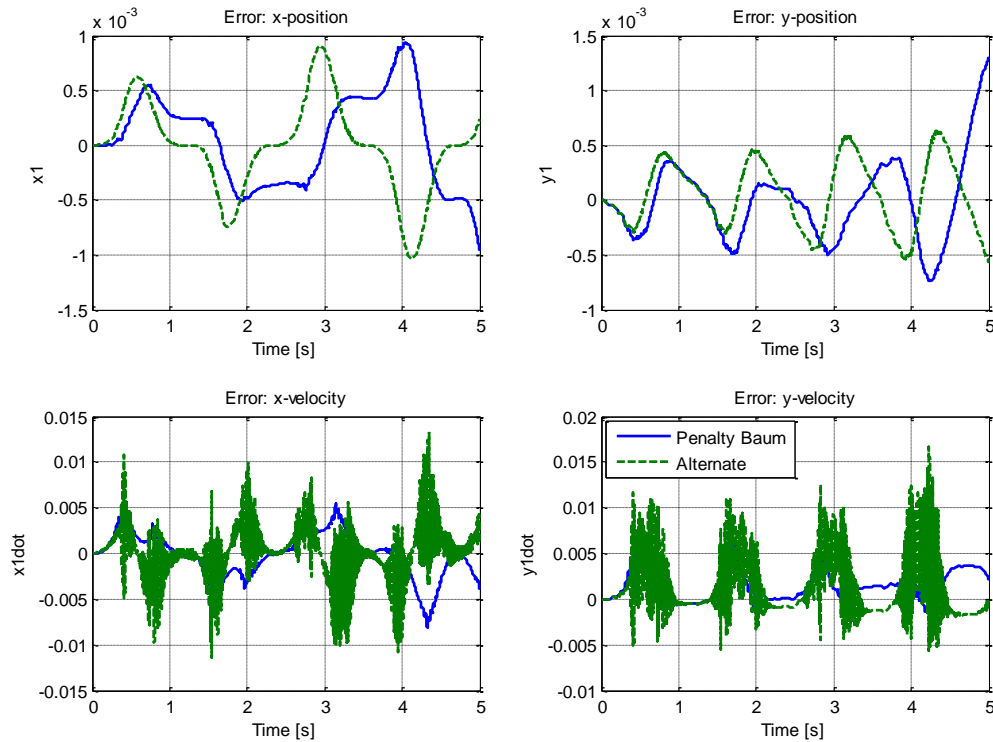 x 10-3
Error: x-position
1
0.5
0
-0.5
-1
-1.5
x1
0 1 2 3 4 5
Time [s]
x 10-3
Error: y-position
1.5
1
0.5
0
-0.5
-1
y1
0 1 2 3 4 5
Time [s]
Error: x-velocity
0.015
0.01
0.005
0
-0.005
-0.01
-0.015
x1dot
0 1 2 3 4 5
Time [s]
Error: y-velocity
0.02
0.015
0.01
0.005
0
-0.005
-0.01
y1dot
Penalty Baum
Alternate
0 1 2 3 4 5
Time [s]